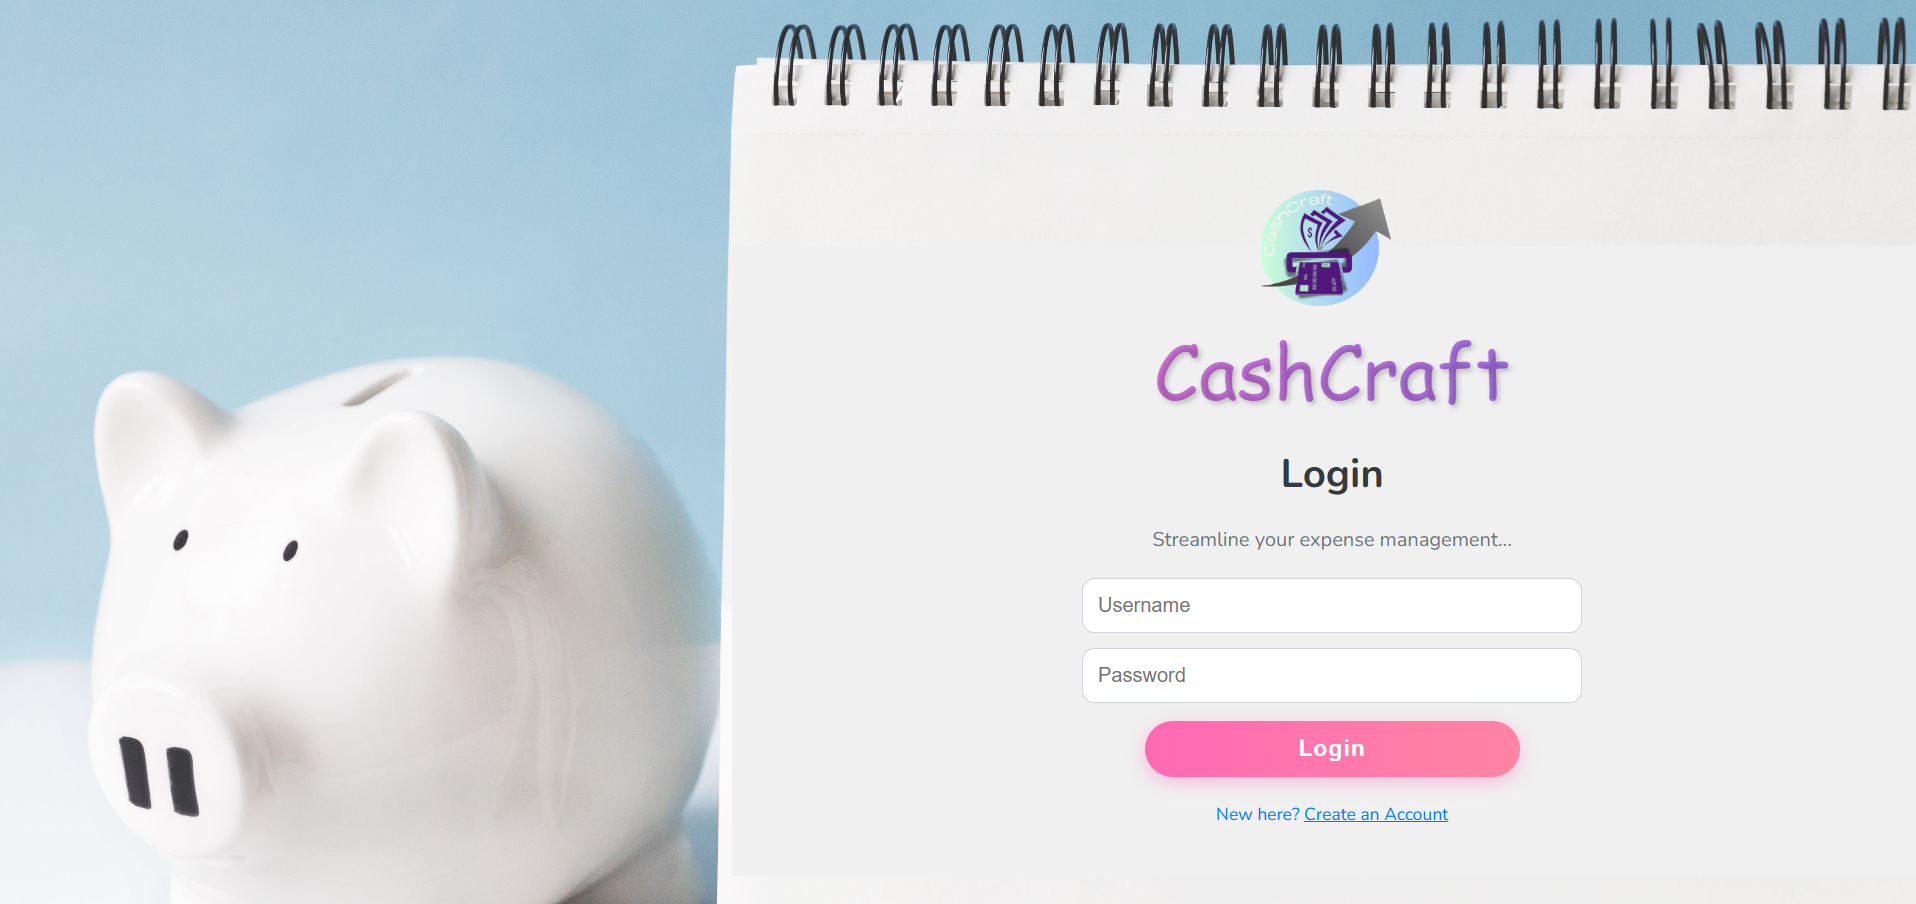 CashCraft
CashCraft
Login
Streamline your expense management...
Username
Password
Login
New here? Create an Account